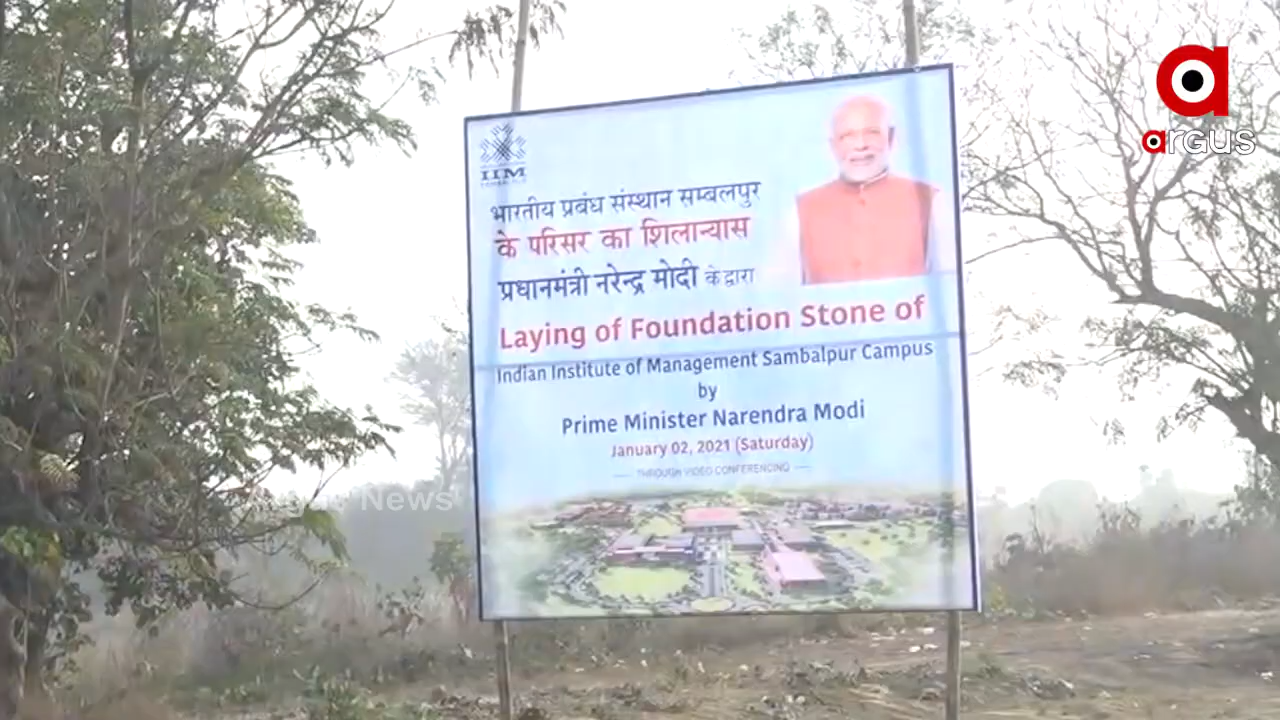 IIM
भारतीय प्रबंध संस्थान सम्बलपुर
के परिसर का शिलान्यास
प्रधानमंत्री नरेन्द्र मोदी के द्वारा
Laying of Foundation Stone of
Indian Institute of Management Sambalpur Campus
by
Prime Minister Narendra Modi
January 02, 2021 (Saturday)
THROUGH VIDEO CONFERENCING
argus
Argus News